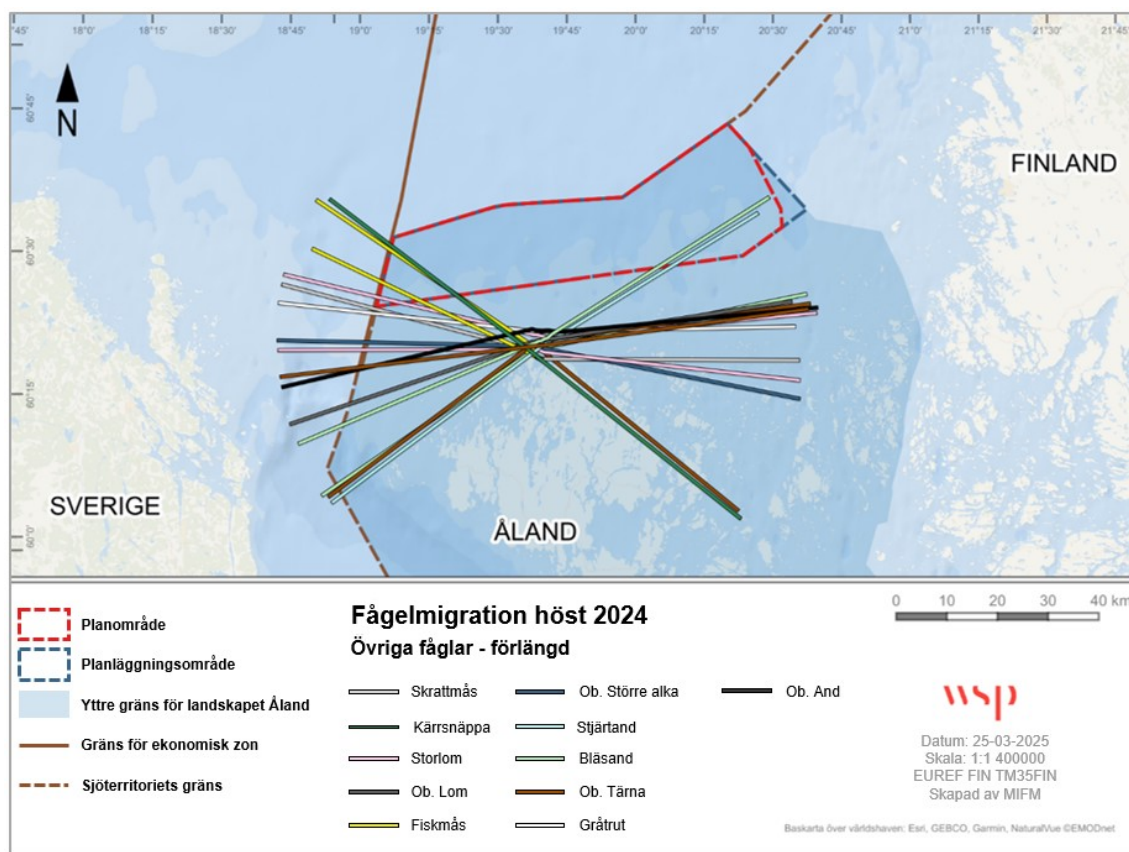 °45' 18°0' 18°15' 18°30' 18°45' 19°0' 19°15' 19°30' 19°45' 20°0' 20°15' 20°30' 20°45' 21°0' 21°15' 21°30' 21°45'
60°45'
N
FINLAND
60°30'
60°15'
SVERIGE
ÅLAND
60°0'
Planområde
Planläggningsområde
Yttre gräns för landskapet Åland
Gräns för ekonomisk zon
Sjöterritoriets gräns
Fågelmigration höst 2024
Övriga fåglar - förlängd
Skrattmås
Kärrsnäppa
Storlom
Ob. Lom
Fiskmås
Ob. Större alka
Stjärtand
Bläsand
Ob. Tärna
Gråtrut
Ob. And
0 10 20 30 40 km
wsp
Datum: 25-03-2025
Skala: 1:1 400000
EUREF FIN TM35FIN
Skapad av MIFM
Baskarta över världshaven: Esri, GEBCO, Garmin, NaturalVue ©EMODnet